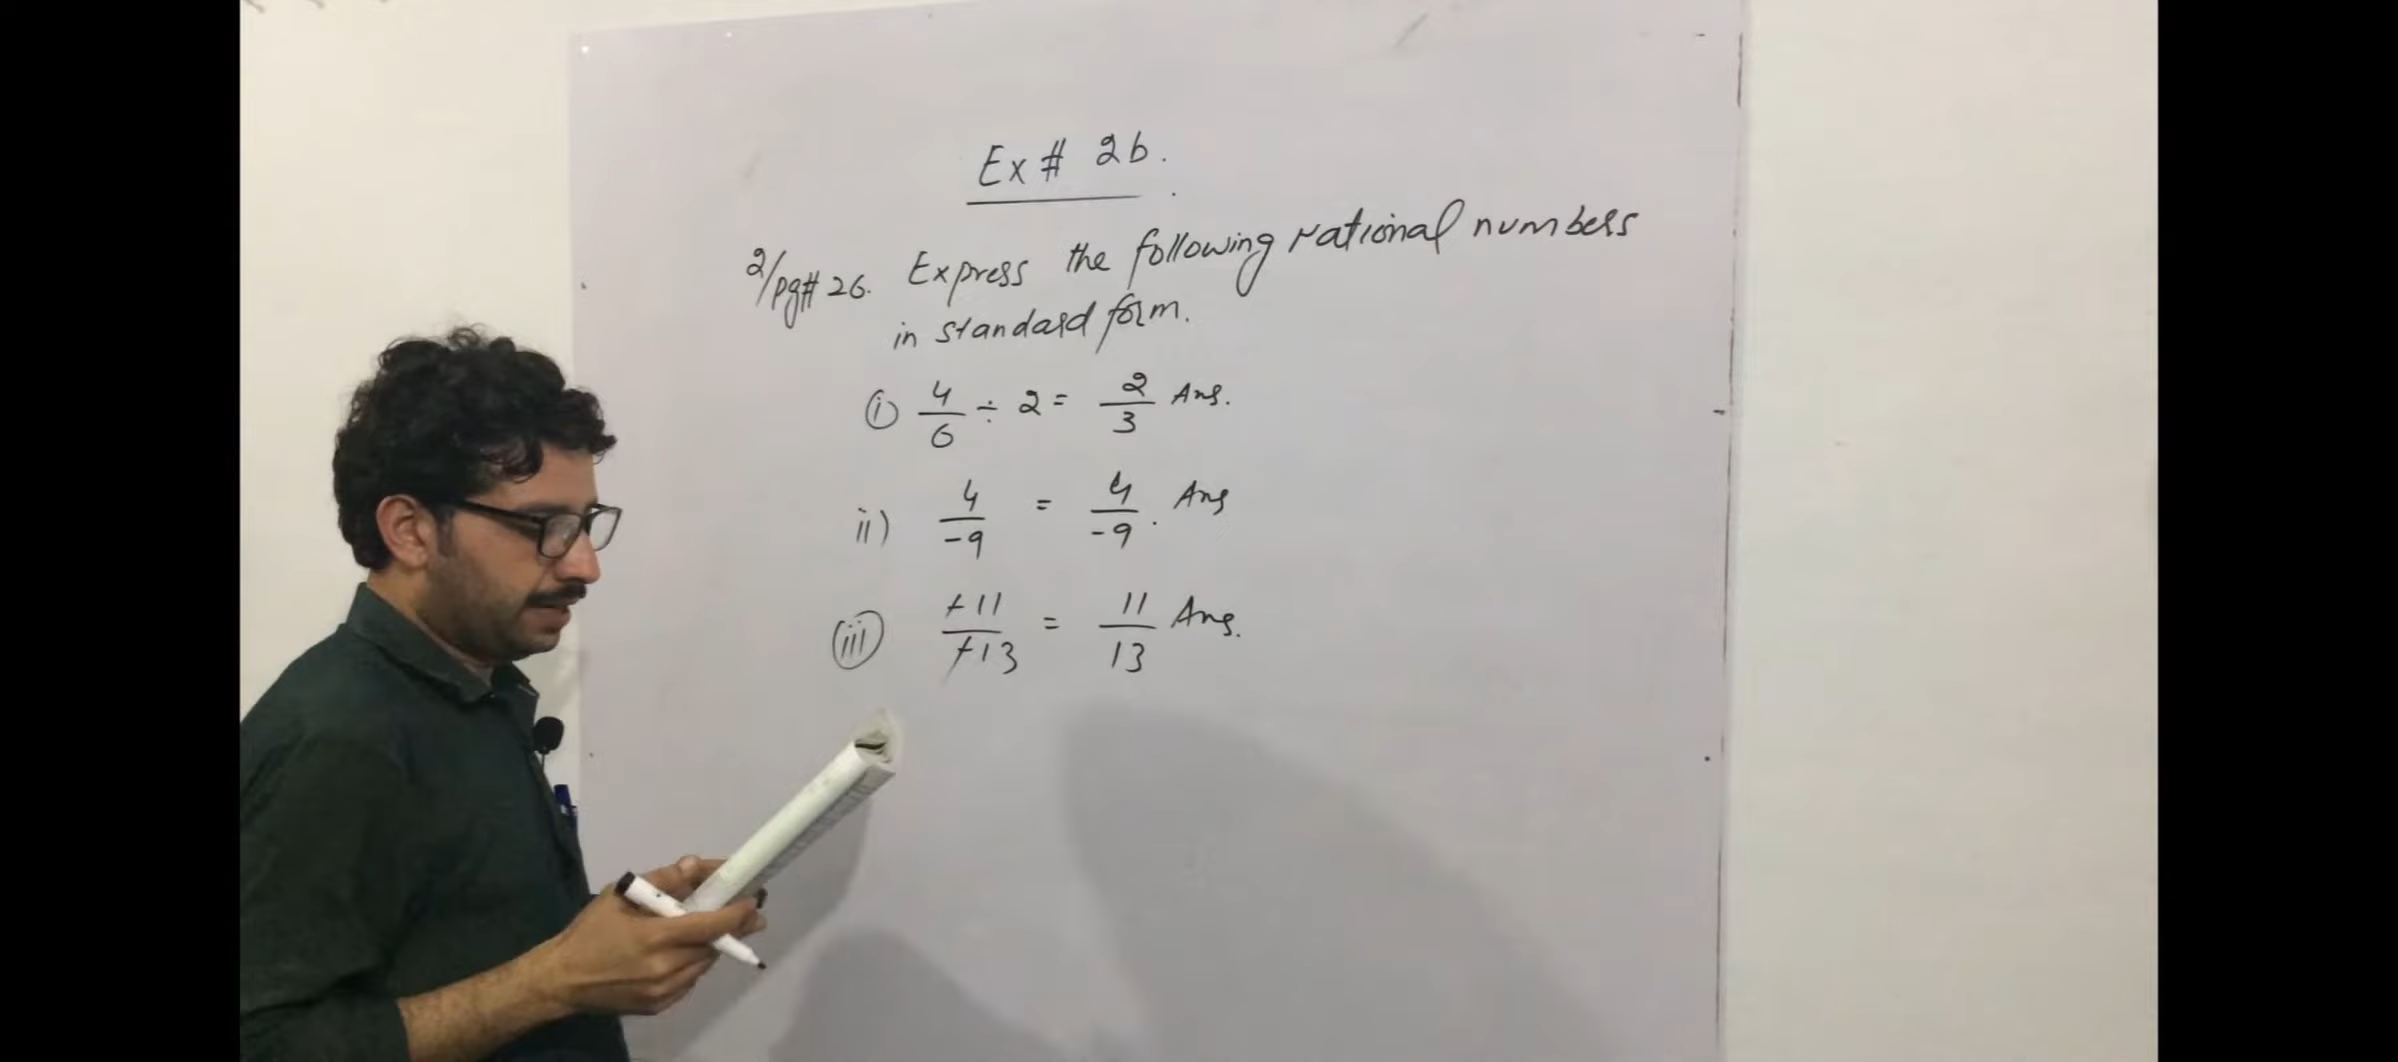 Ex # 2b.
2/pg# 26. Express the following rational numbers
in standard form.
(i) 4/6 ÷ 2 = 2/3 Ans.
ii) 4/-9 = 4/-9. Ans
(iii) +11/+13 = 11/13 Ans.